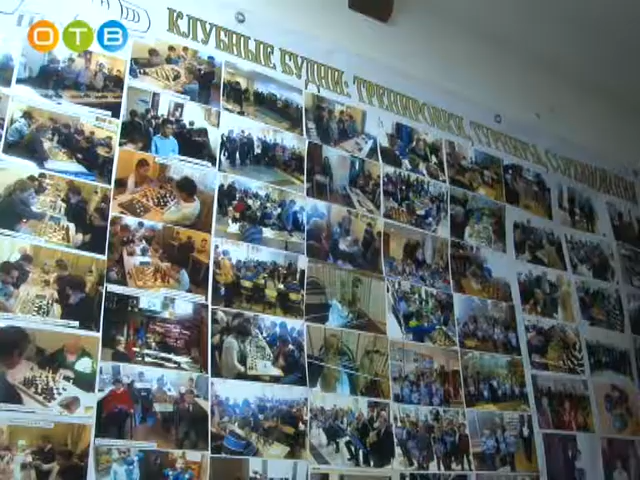 ОТВ
КЛУБНЫЕ БУДНИ: ТРЕНИРОВКИ, ТУРНИРЫ, СОРЕВНОВАНИЯ